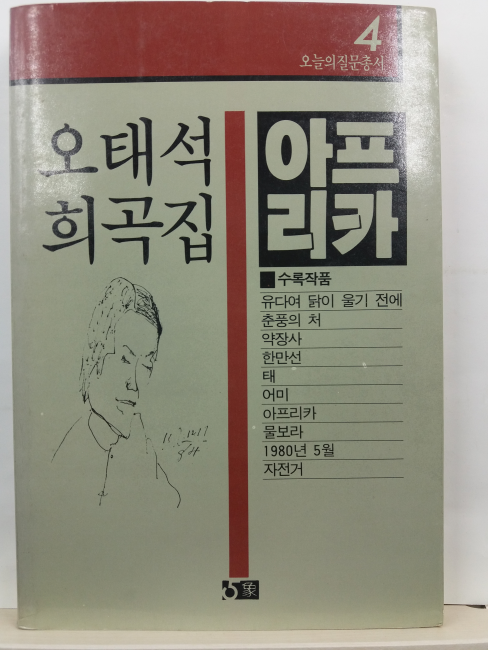 4
오늘의질문총서
오태석
희곡집
아프
리카
수록작품
유다여 닭이 울기 전에
춘풍의 처
약장사
한만선
태
어미
아프리카
물보라
1980년 5월
자전거
象